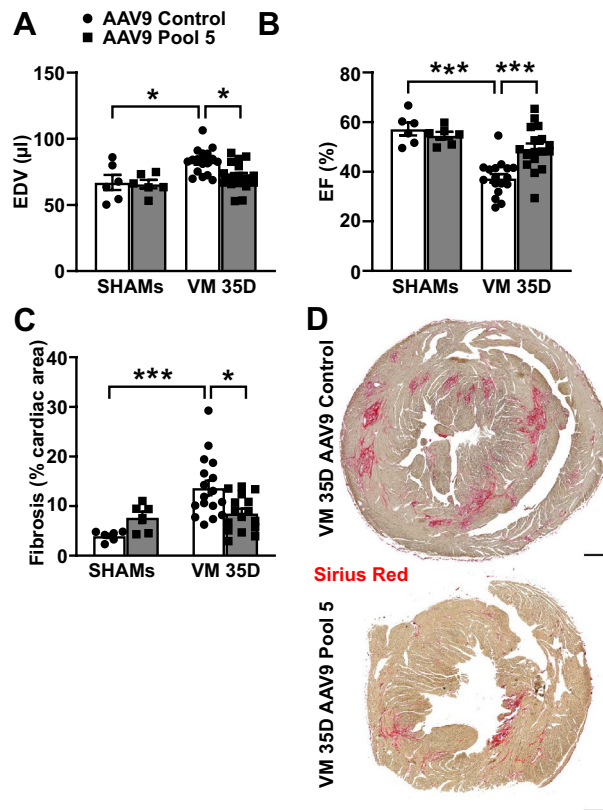 A
● AAV9 Control
■ AAV9 Pool 5
B
EDV (µl)
150
100
50
0
*
*
SHAMs
VM 35D
EF (%)
80
60
40
20
0
***
***
SHAMs
VM 35D
C
Fibrosis (% cardiac area)
40
30
20
10
0
***
*
SHAMs
VM 35D
D
VM 35D AAV9 Control
Sirius Red
VM 35D AAV9 Pool 5